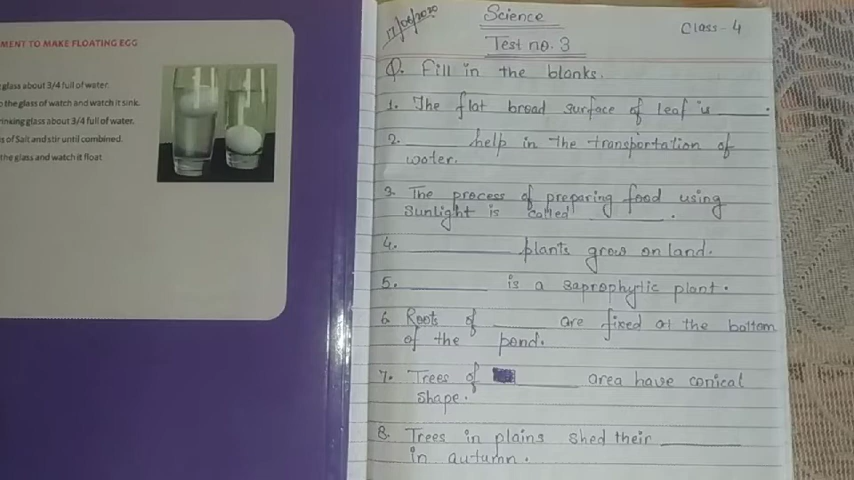 MENT TO MAKE FLOATING EGG
glass about 3/4 full of water.
the glass of watch and watch it sink.
rinking glass about 3/4 full of water.
s of Salt and stir until combined.
the glass and watch it float
17/06/2020
Science
Class - 4
Test no. 3
Q. Fill in the blanks.
1. The flat broad surface of leaf is ______.
2. ______ help in the transportation of
water.
3. The process of preparing food using
Sunlight is called ______.
4. ______ plants grow on land.
5. ______ is a saprophytic plant.
6. Roots of ______ are fixed at the bottom
of the pond.
7. Trees of ______ area have conical
shape.
8. Trees in plains shed their ______
in autumn.